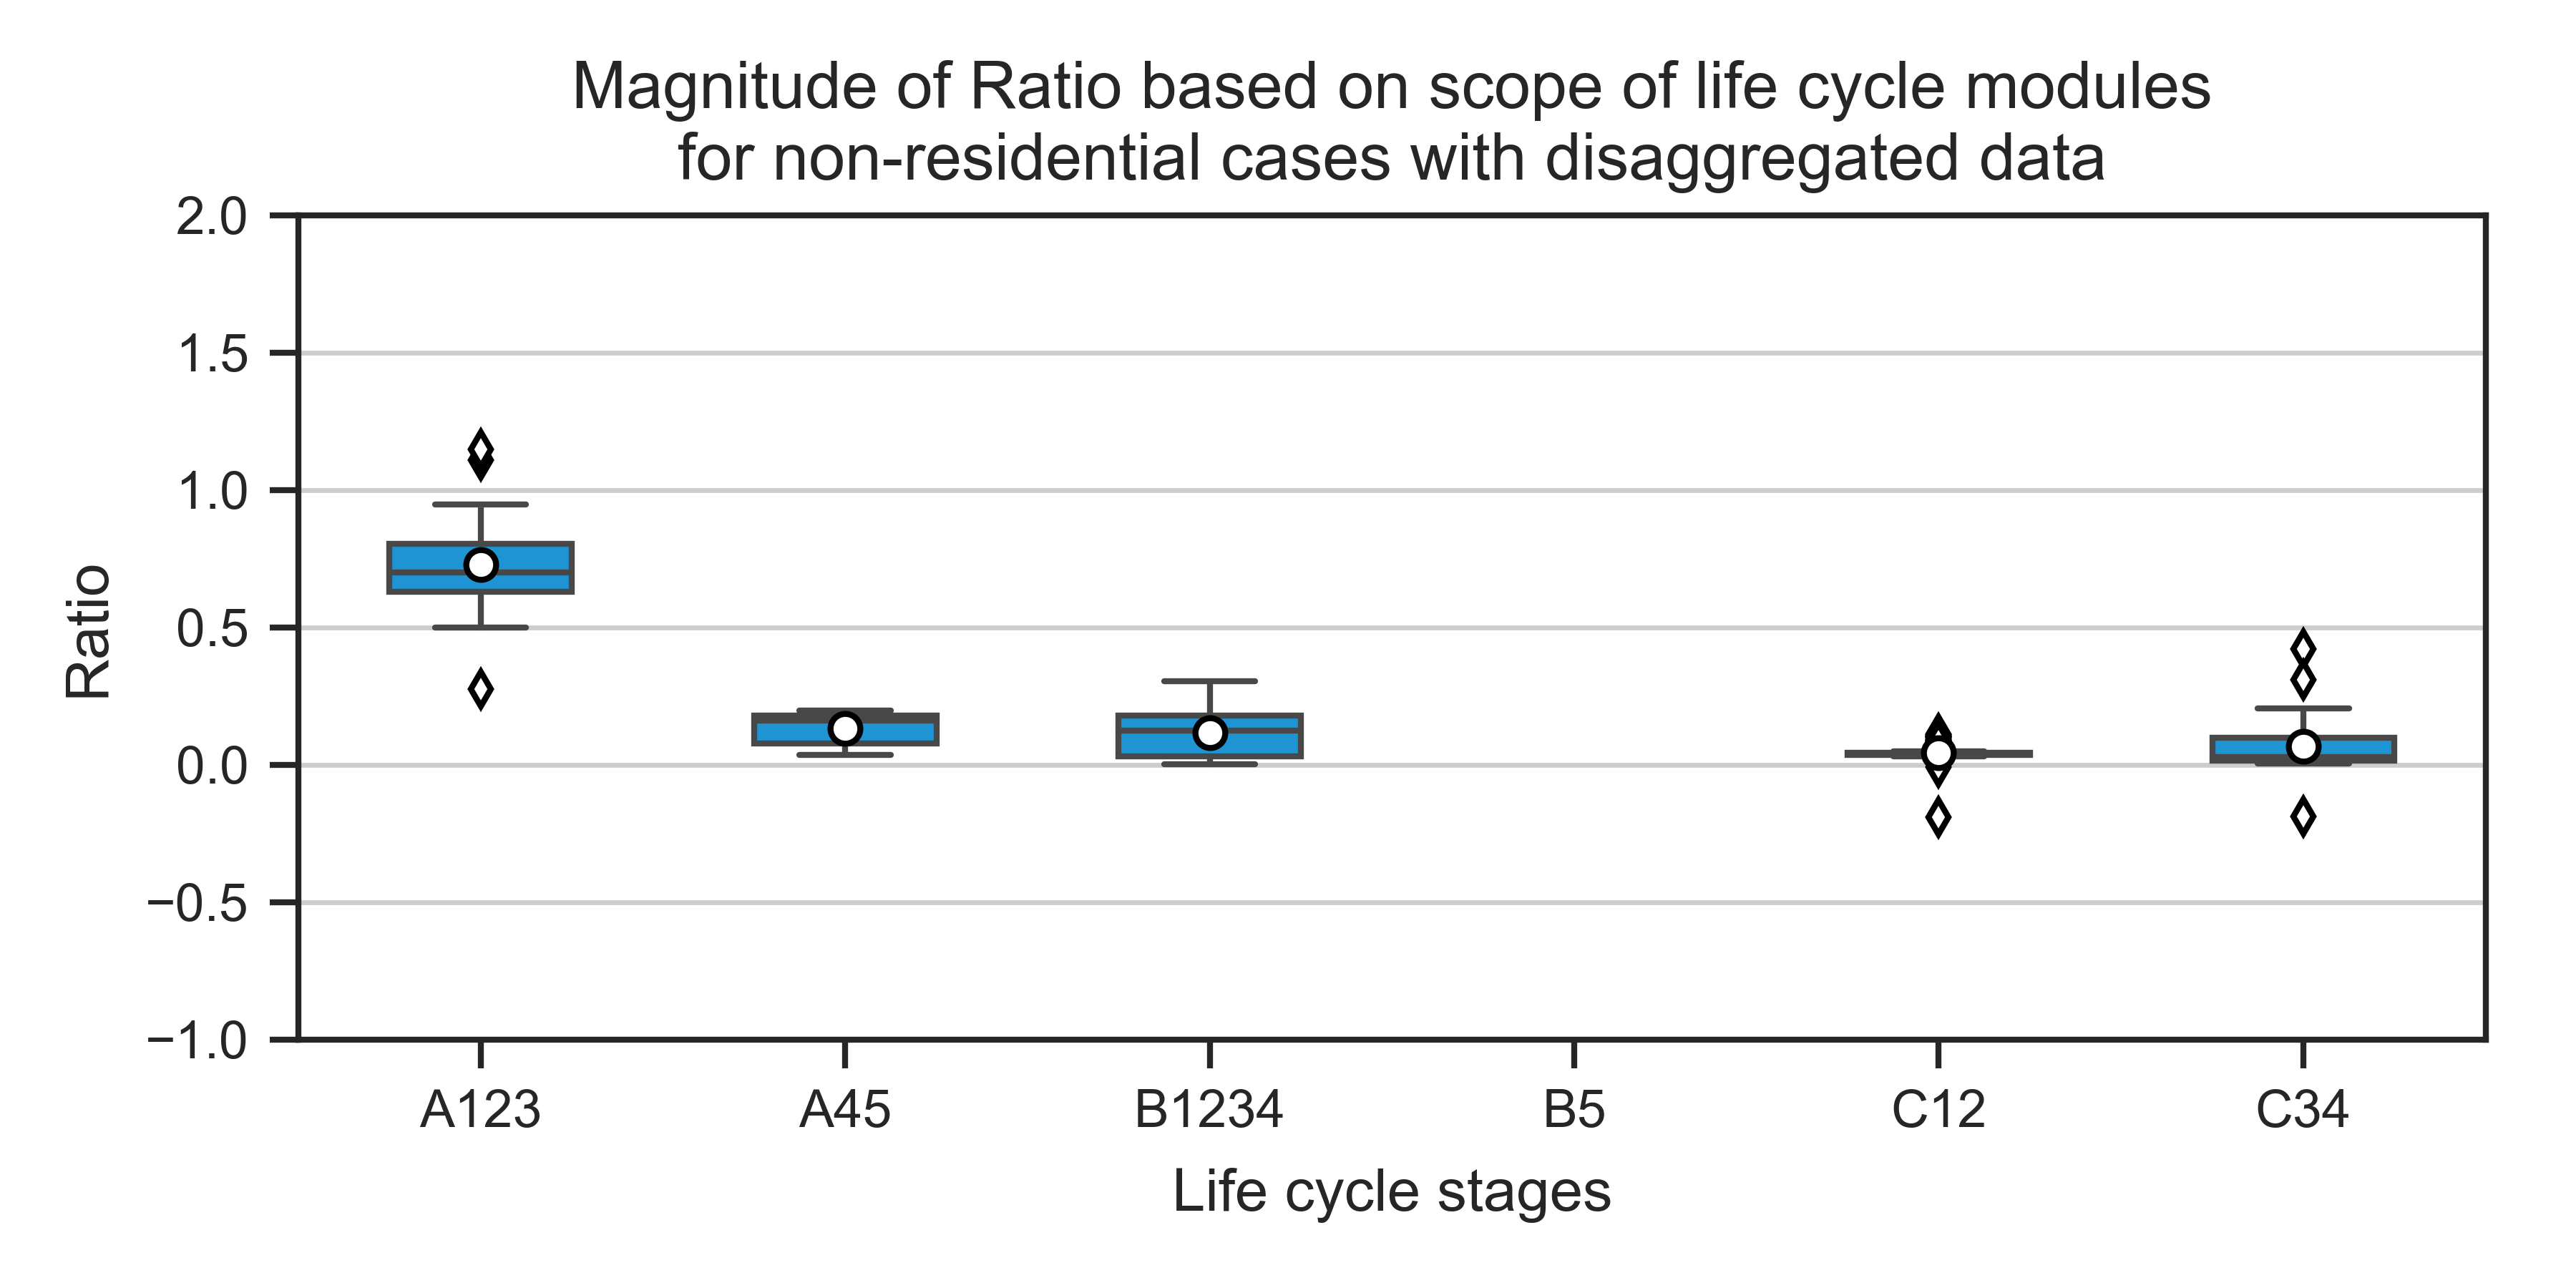 Magnitude of Ratio based on scope of life cycle modules
for non-residential cases with disaggregated data
2.0
1.5
1.0
0.5
0.0
−0.5
−1.0
Ratio
A123 A45 B1234 B5 C12 C34
Life cycle stages